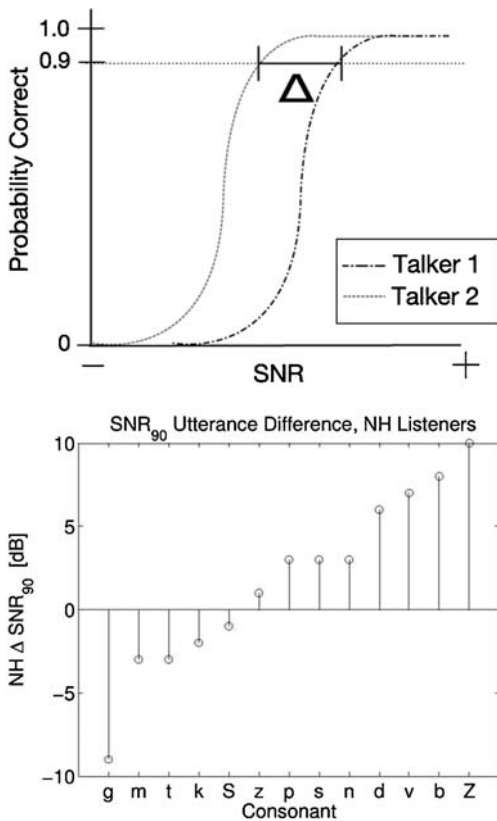 1.0
0.9
Probability Correct
Δ
Talker 1
Talker 2
0
− SNR +
SNR90 Utterance Difference, NH Listeners
10
5
0
−5
−10
NH Δ SNR90 [dB]
g m t k S z p s n d v b Z
Consonant